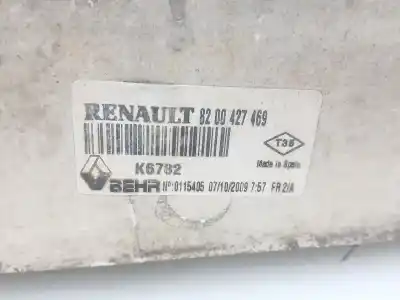 RENAULT 82 00 427 469
T35
Made in Spain
K6782
BEHR Nº:0115405 07/10/2009 7:57 FR 2/A